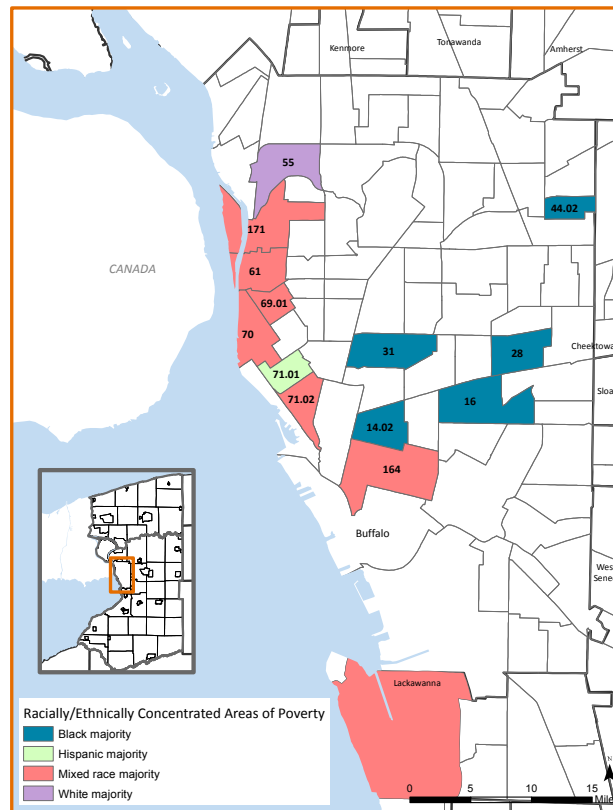 Kenmore
Tonawanda
Amherst
55
44.02
171
CANADA
61
69.01
70
31
28
Cheektowa
71.01
Sloa
71.02
16
14.02
164
Buffalo
Wes
Sene
Lackawanna
Racially/Ethnically Concentrated Areas of Poverty
Black majority
Hispanic majority
Mixed race majority
White majority
N
0 5 10 15
Mile